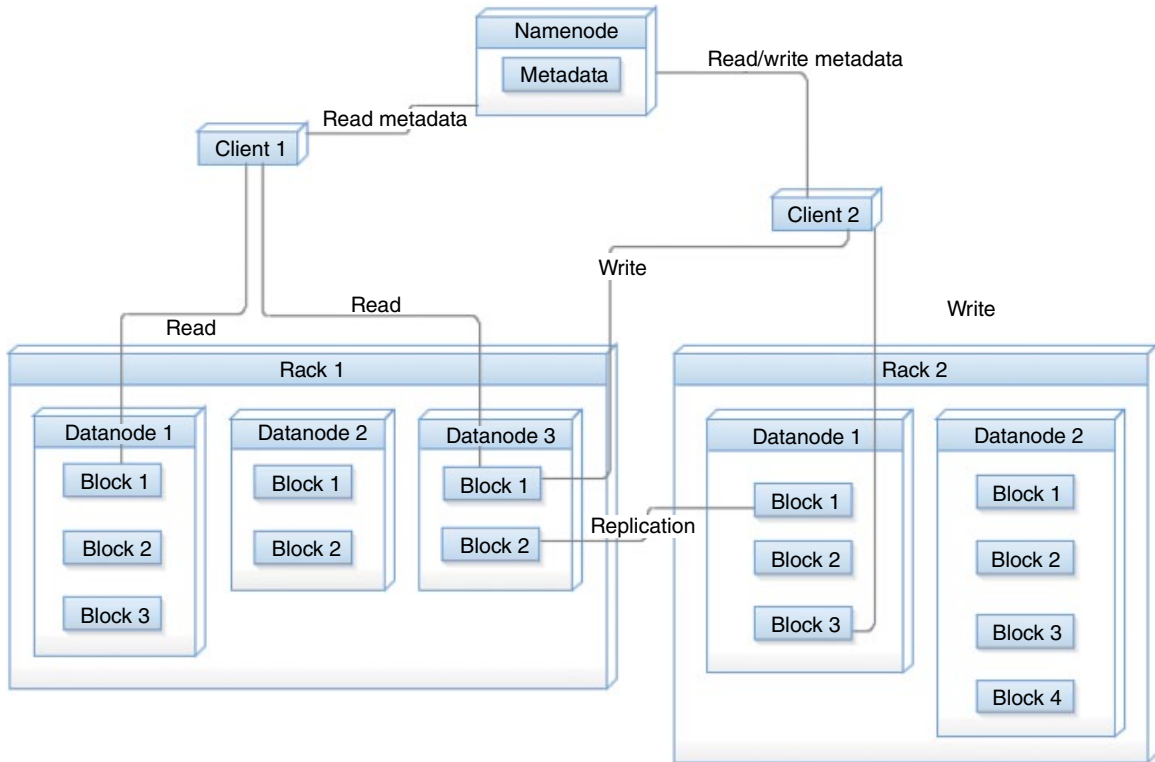 Namenode
Metadata
Read/write metadata
Read metadata
Client 1
Client 2
Write
Read
Read
Write
Rack 1
Rack 2
Datanode 1
Datanode 2
Datanode 3
Datanode 1
Datanode 2
Block 1
Block 1
Block 1
Block 1
Block 1
Replication
Block 2
Block 2
Block 2
Block 2
Block 2
Block 3
Block 3
Block 3
Block 4